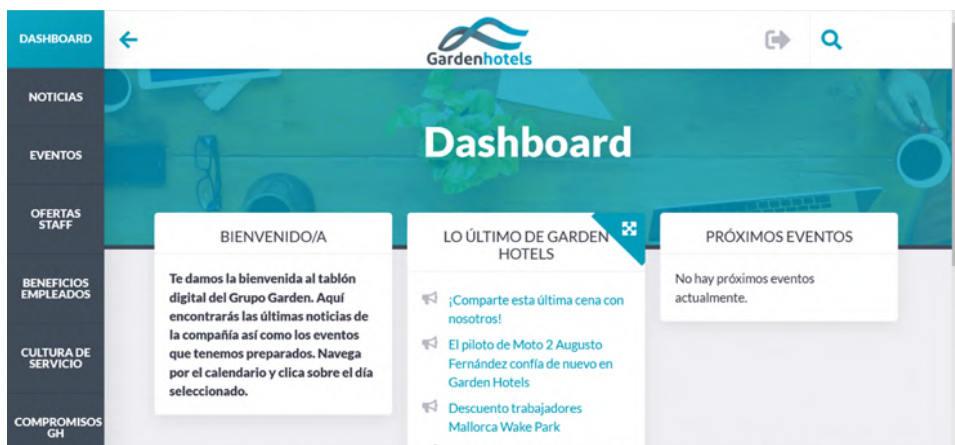 DASHBOARD
NOTICIAS
EVENTOS
OFERTAS
STAFF
BENEFICIOS
EMPLEADOS
CULTURA DE
SERVICIO
COMPROMISOS
GH
Gardenhotels
Dashboard
BIENVENIDO/A
Te damos la bienvenida al tablón
digital del Grupo Garden. Aquí
encontrarás las últimas noticias de
la compañía así como los eventos
que tenemos preparados. Navega
por el calendario y clica sobre el día
seleccionado.
LO ÚLTIMO DE GARDEN
HOTELS
¡Comparte esta última cena con
nosotros!
El piloto de Moto 2 Augusto
Fernández confía de nuevo en
Garden Hotels
Descuento trabajadores
Mallorca Wake Park
PRÓXIMOS EVENTOS
No hay próximos eventos
actualmente.